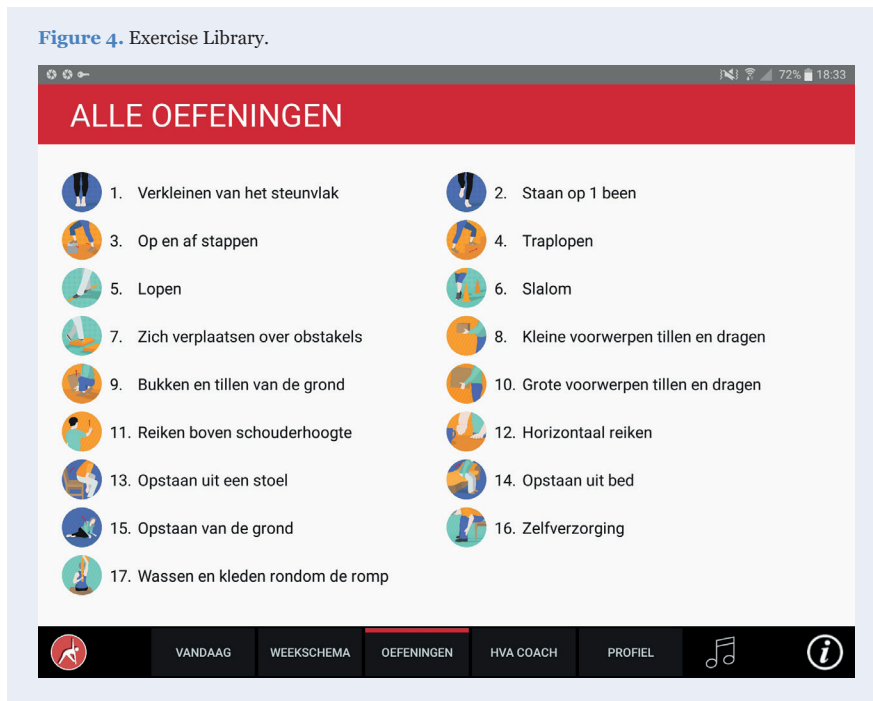 Figure 4. Exercise Library.
72% 18:33
ALLE OEFENINGEN
1. Verkleinen van het steunvlak
2. Staan op 1 been
3. Op en af stappen
4. Traplopen
5. Lopen
6. Slalom
7. Zich verplaatsen over obstakels
8. Kleine voorwerpen tillen en dragen
9. Bukken en tillen van de grond
10. Grote voorwerpen tillen en dragen
11. Reiken boven schouderhoogte
12. Horizontaal reiken
13. Opstaan uit een stoel
14. Opstaan uit bed
15. Opstaan van de grond
16. Zelfverzorging
17. Wassen en kleden rondom de romp
VANDAAG WEEKSCHEMA OEFENINGEN HVA COACH PROFIEL i